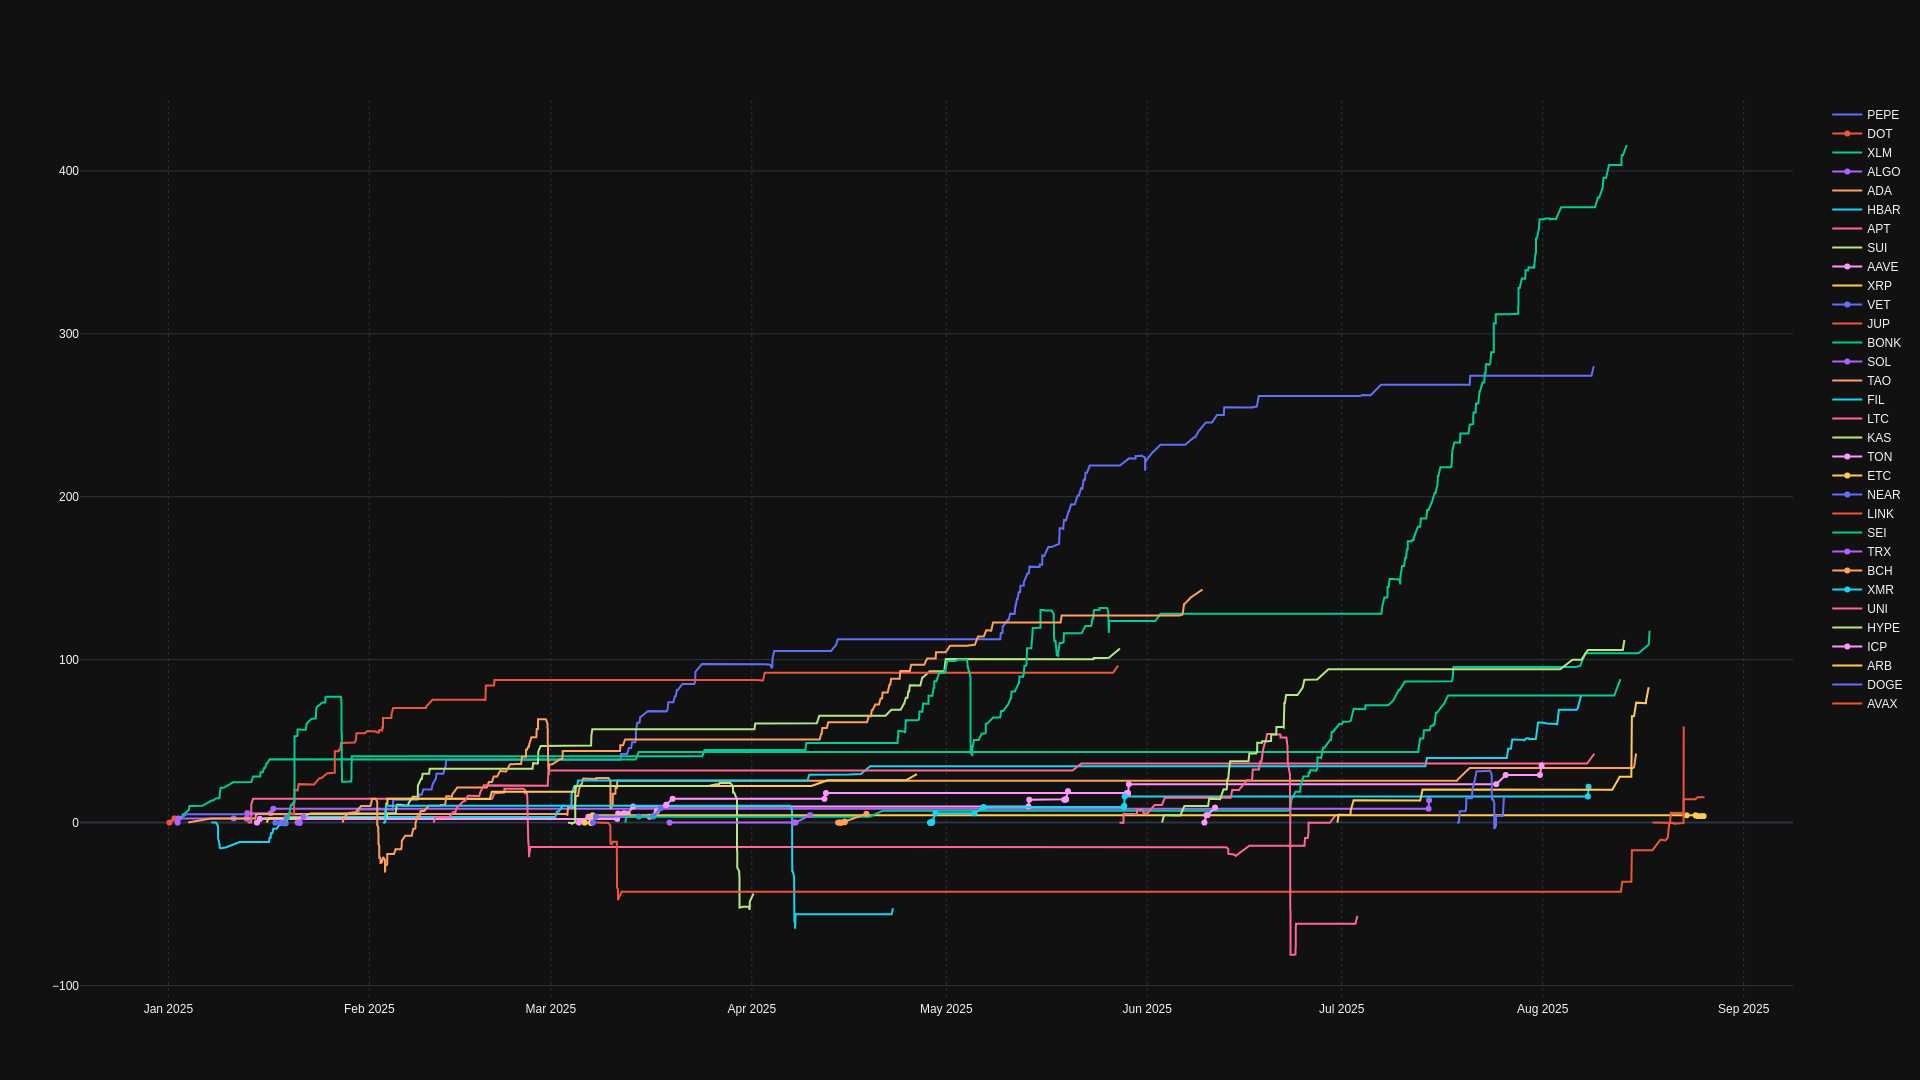 400
300
200
100
0
−100
Jan 2025
Feb 2025
Mar 2025
Apr 2025
May 2025
Jun 2025
Jul 2025
Aug 2025
Sep 2025
PEPE
DOT
XLM
ALGO
ADA
HBAR
APT
SUI
AAVE
XRP
VET
JUP
BONK
SOL
TAO
FIL
LTC
KAS
TON
ETC
NEAR
LINK
SEI
TRX
BCH
XMR
UNI
HYPE
ICP
ARB
DOGE
AVAX